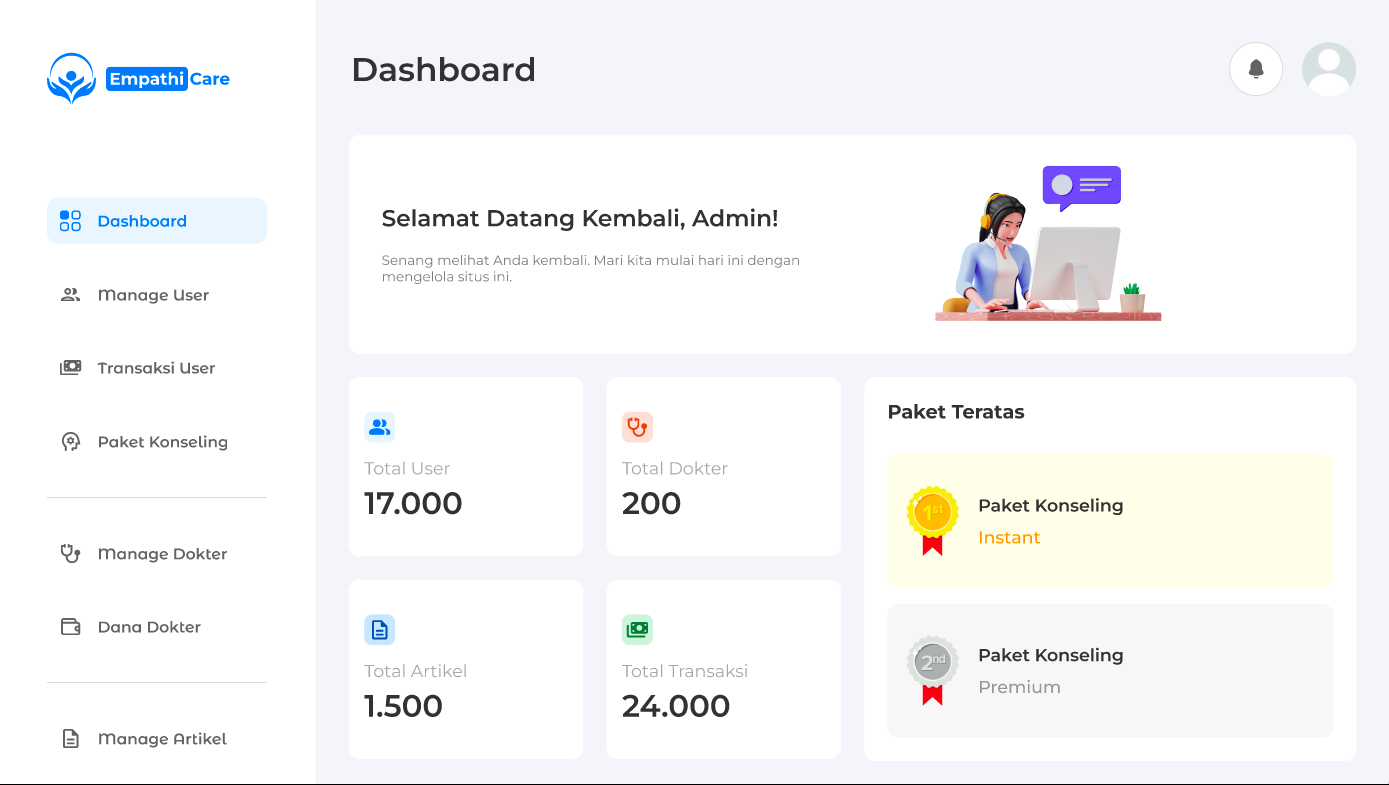 Empathi Care
Dashboard
Manage User
Transaksi User
Paket Konseling
Manage Dokter
Dana Dokter
Manage Artikel
Dashboard
Selamat Datang Kembali, Admin!
Senang melihat Anda kembali. Mari kita mulai hari ini dengan
mengelola situs ini.
Total User
17.000
Total Dokter
200
Total Artikel
1.500
Total Transaksi
24.000
Paket Teratas
1st
Paket Konseling
Instant
2nd
Paket Konseling
Premium